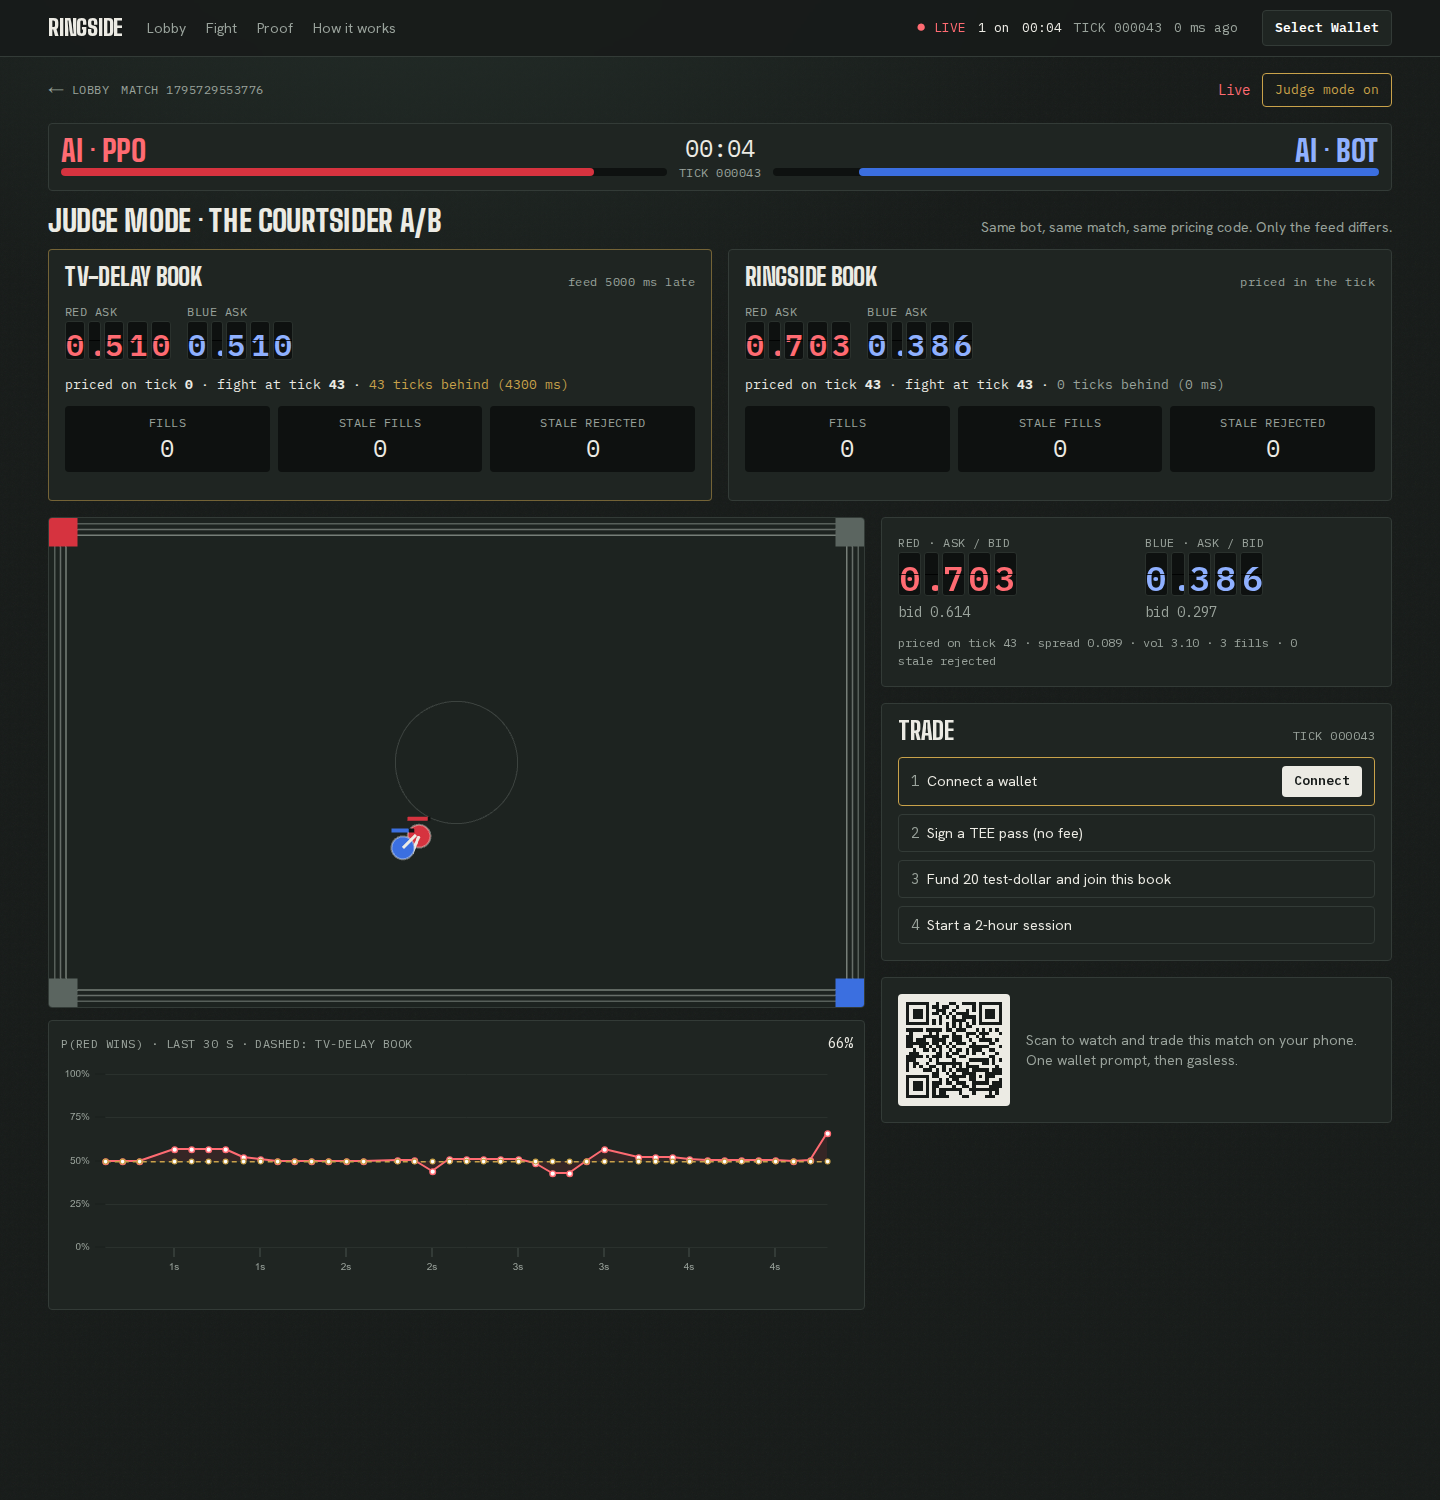 RINGSIDE Lobby Fight Proof How it works ● LIVE 1 on 00:04 TICK 000043 0 ms ago Select Wallet
← LOBBY MATCH 1795729553776 Live Judge mode on
AI · PPO 00:04 AI · BOT
TICK 000043
JUDGE MODE · THE COURTSIDER A/B Same bot, same match, same pricing code. Only the feed differs.
TV-DELAY BOOK feed 5000 ms late
RED ASK BLUE ASK
0.510 0.510
priced on tick 0 · fight at tick 43 · 43 ticks behind (4300 ms)
FILLS STALE FILLS STALE REJECTED
0 0 0
RINGSIDE BOOK priced in the tick
RED ASK BLUE ASK
0.703 0.386
priced on tick 43 · fight at tick 43 · 0 ticks behind (0 ms)
FILLS STALE FILLS STALE REJECTED
0 0 0
RED · ASK / BID BLUE · ASK / BID
0.703 0.386
bid 0.614 bid 0.297
priced on tick 43 · spread 0.089 · vol 3.10 · 3 fills · 0
stale rejected
TRADE TICK 000043
1 Connect a wallet Connect
2 Sign a TEE pass (no fee)
3 Fund 20 test-dollar and join this book
4 Start a 2-hour session
Scan to watch and trade this match on your phone.
One wallet prompt, then gasless.
P(RED WINS) · LAST 30 S · DASHED: TV-DELAY BOOK 66%
100%
75%
50%
25%
0%
1s 1s 2s 2s 3s 3s 4s 4s